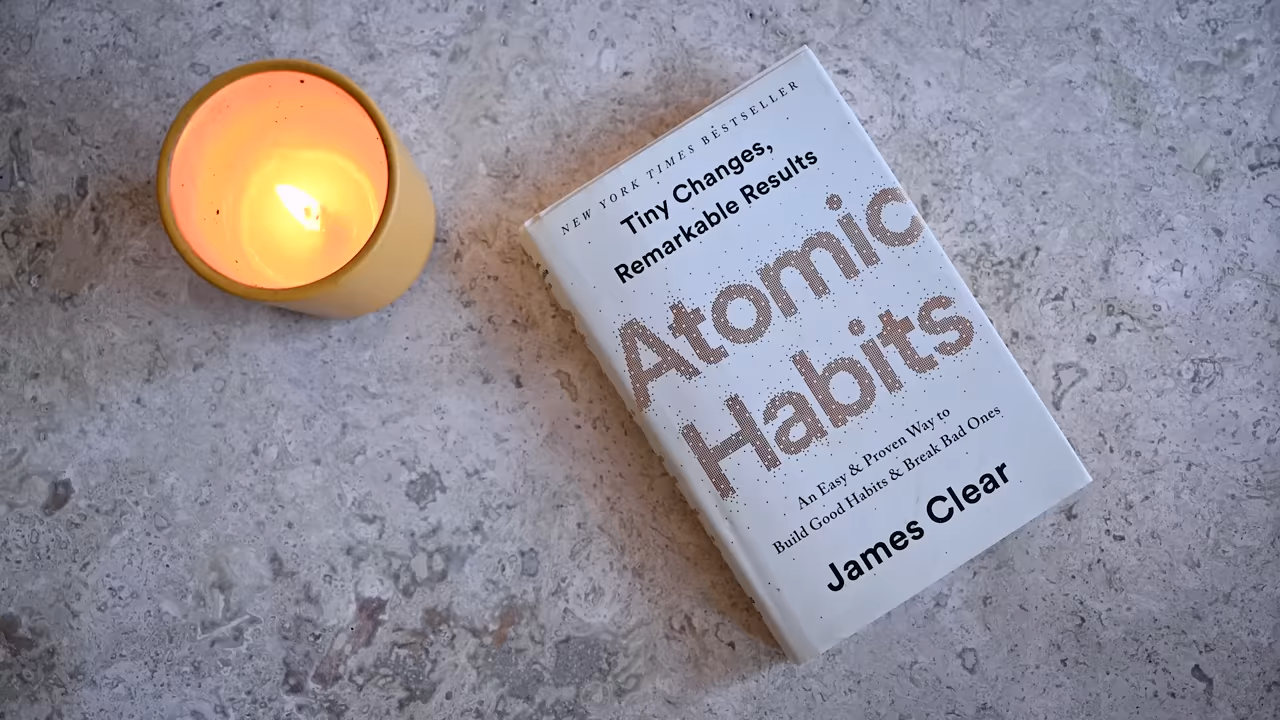 NEW YORK TIMES BESTSELLER
Tiny Changes,
Remarkable Results
Atomic
Habits
An Easy & Proven Way to
Build Good Habits & Break Bad Ones
James Clear